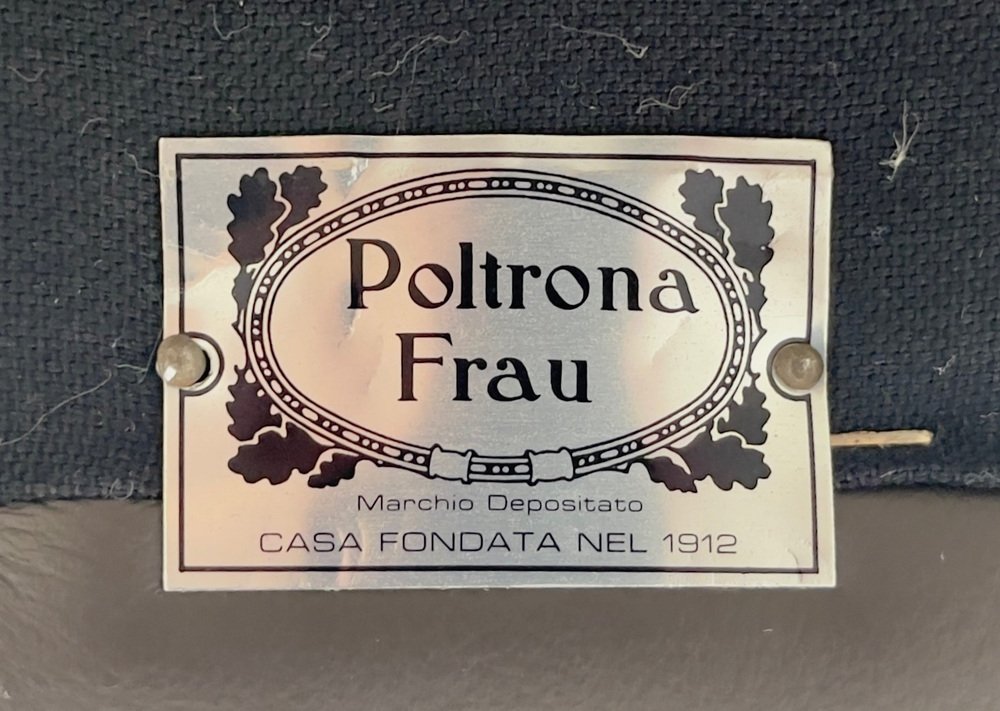 Poltrona
Frau
Marchio Depositato
CASA FONDATA NEL 1912